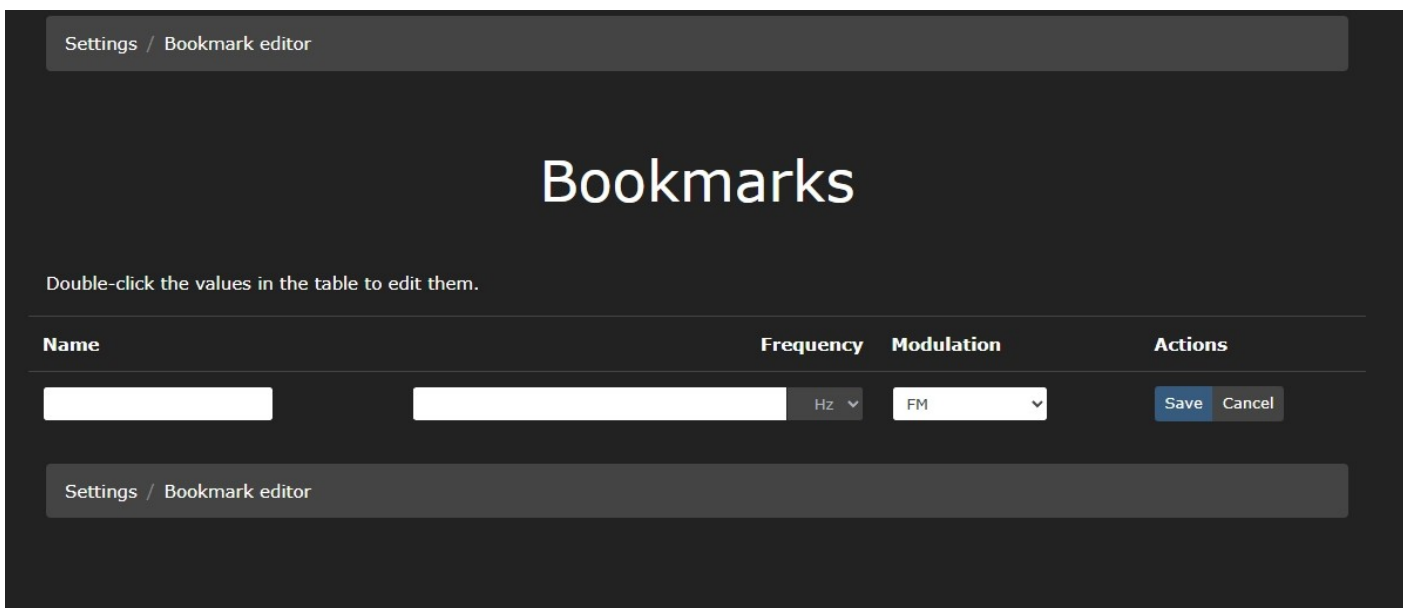 Settings / Bookmark editor
Bookmarks
Double-click the values in the table to edit them.
Name Frequency Modulation Actions
Hz FM Save Cancel
Settings / Bookmark editor